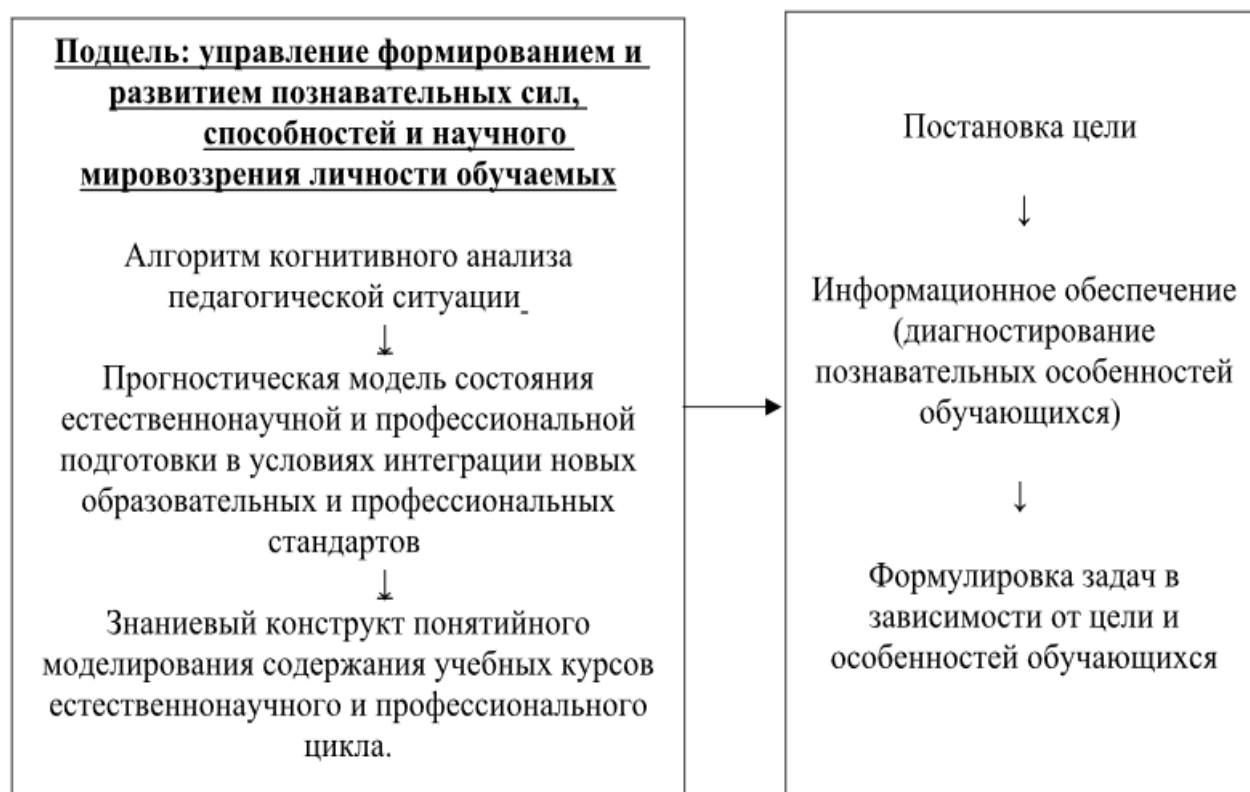 Подцель: управление формированием и
развитием познавательных сил,
способностей и научного
мировоззрения личности обучаемых
Алгоритм когнитивного анализа
педагогической ситуации
↓
Прогностическая модель состояния
естественнонаучной и профессиональной
подготовки в условиях интеграции новых
образовательных и профессиональных
стандартов
↓
Знаниевый конструкт понятийного
моделирования содержания учебных курсов
естественнонаучного и профессионального
цикла.
Постановка цели
↓
Информационное обеспечение
(диагностирование
познавательных особенностей
обучающихся)
↓
Формулировка задач в
зависимости от цели и
особенностей обучающихся